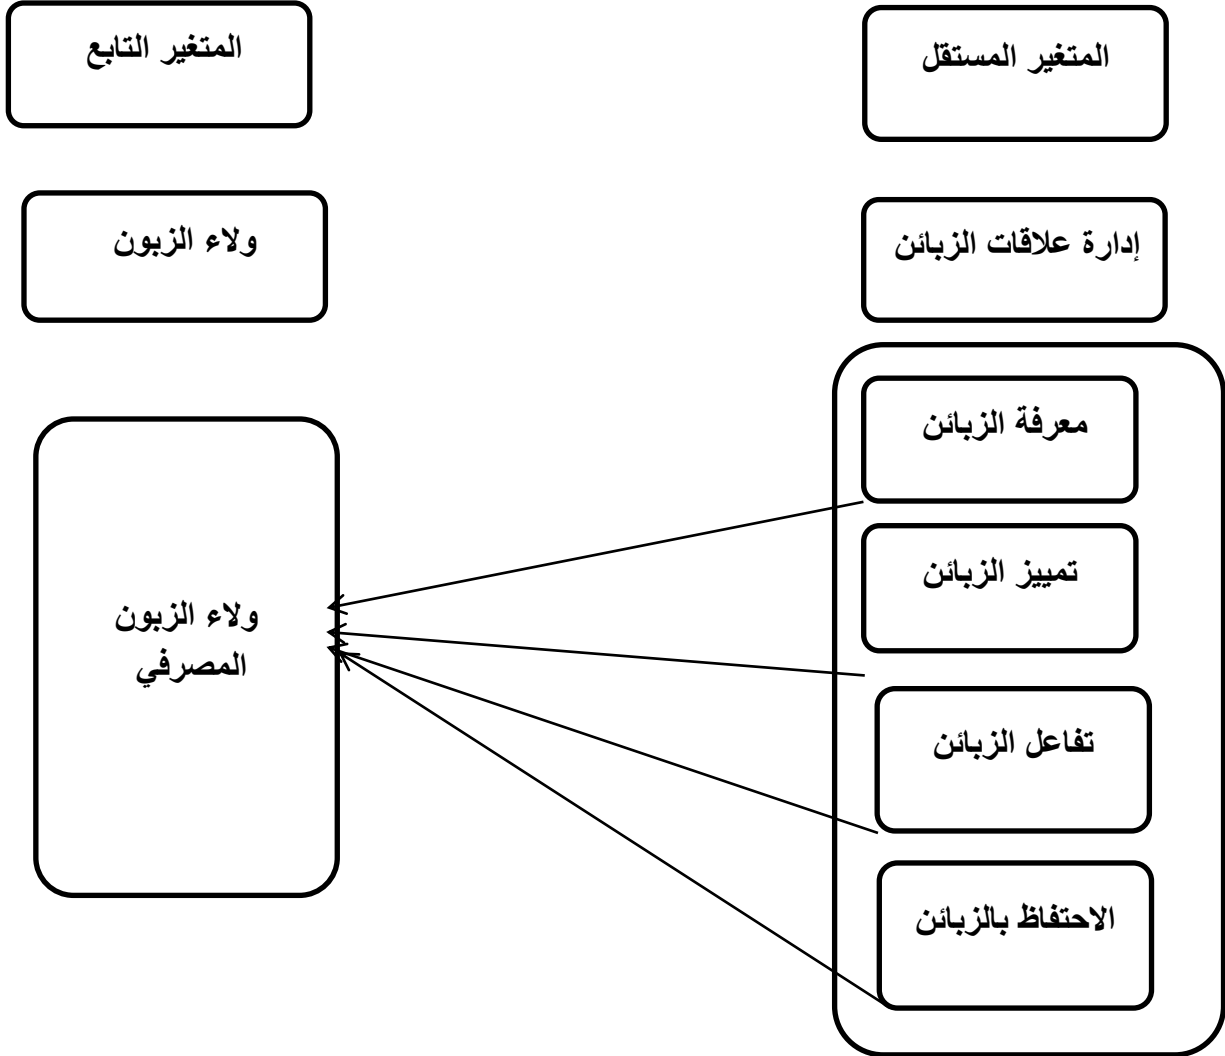 المتغير المستقل
المتغير التابع
إدارة علاقات الزبائن
ولاء الزبون
معرفة الزبائن
تمييز الزبائن
تفاعل الزبائن
الاحتفاظ بالزبائن
ولاء الزبون
المصرفي